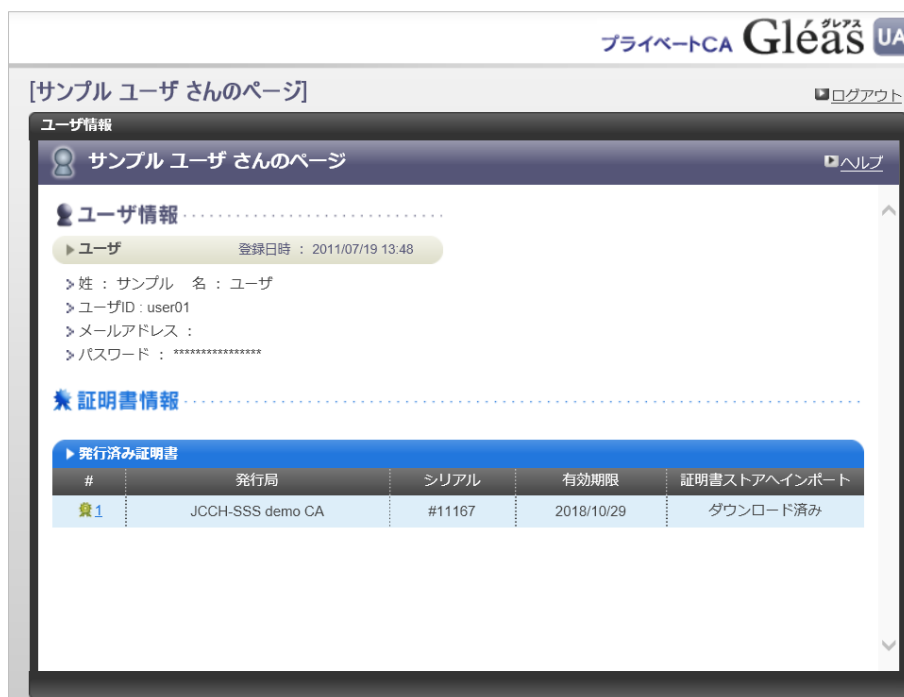 グレアス
プライベートCA Gléas UA
[サンプル ユーザ さんのページ]
ログアウト
ユーザ情報
サンプル ユーザ さんのページ
ヘルプ
ユーザ情報
ユーザ 登録日時 : 2011/07/19 13:48
姓 : サンプル 名 : ユーザ
ユーザID : user01
メールアドレス :
パスワード : ****************
証明書情報
発行済み証明書
# 発行局 シリアル 有効期限 証明書ストアへインポート
1 JCCH-SSS demo CA #11167 2018/10/29 ダウンロード済み